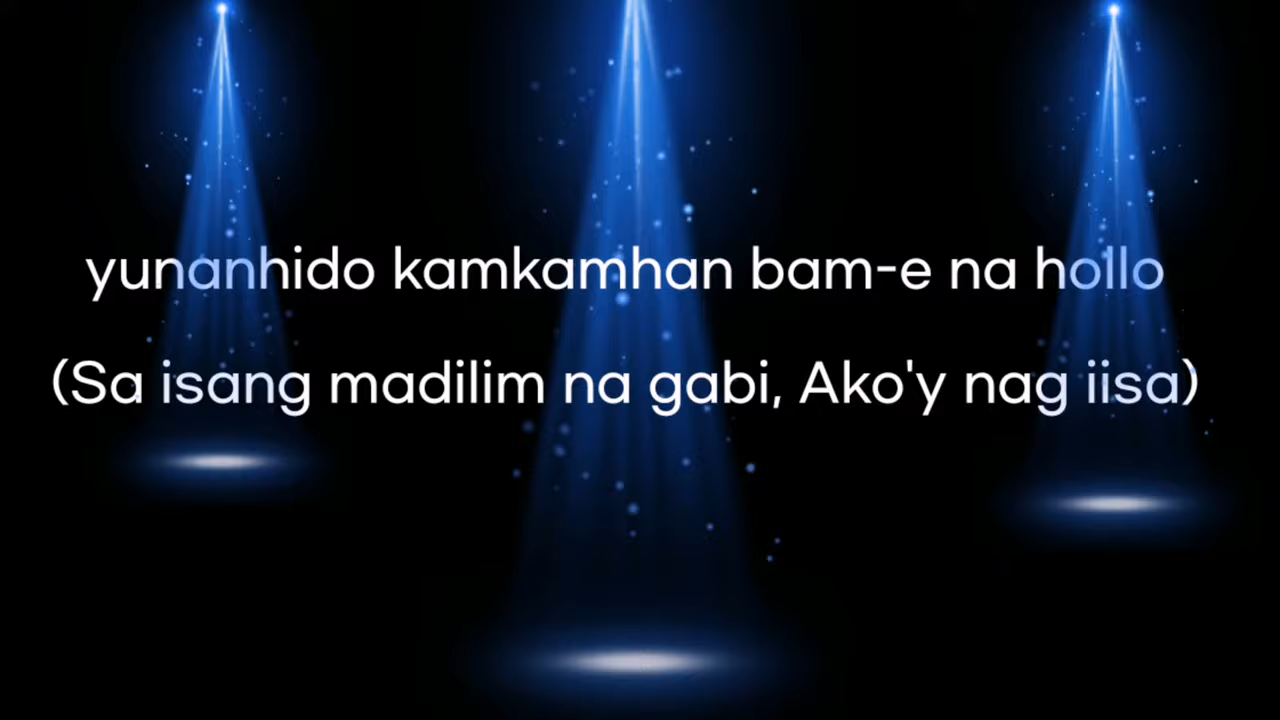 yunanhido kamkamhan bam-e na hollo
(Sa isang madilim na gabi, Ako'y nag iisa)